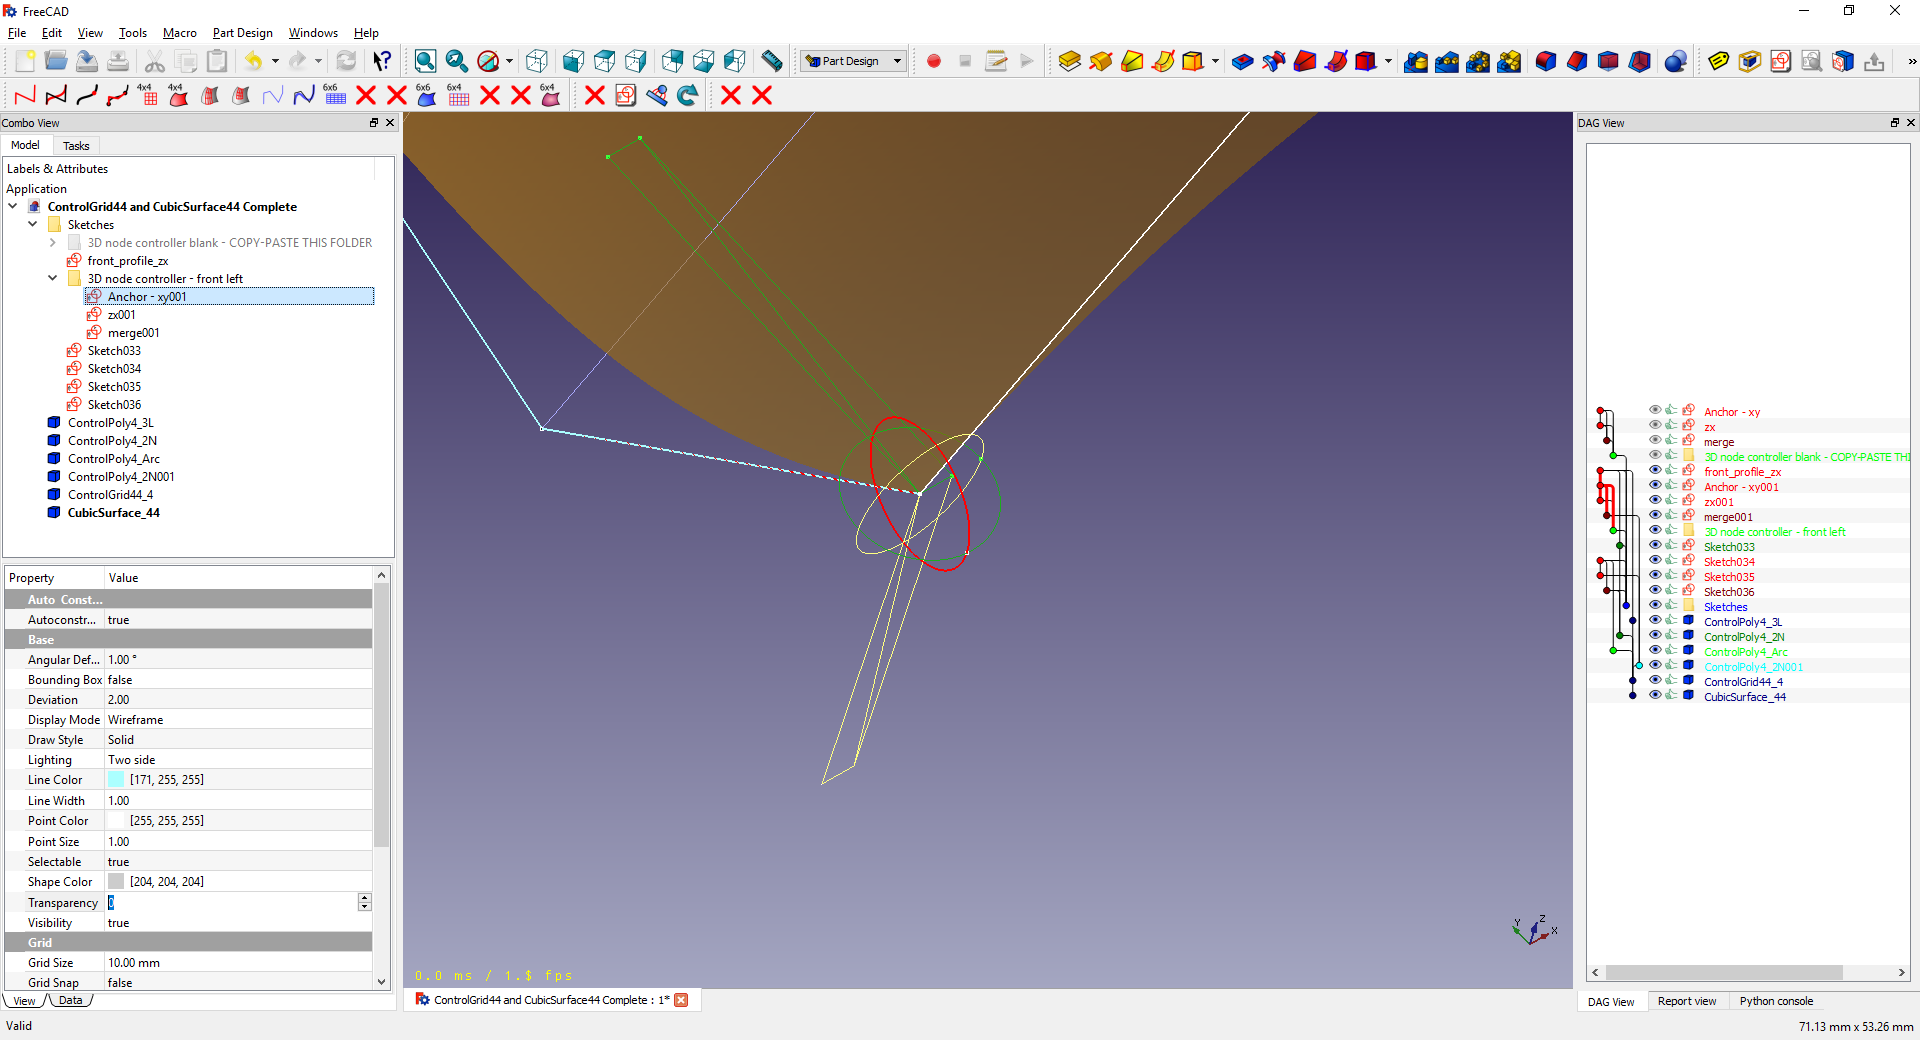 FreeCAD
File Edit View Tools Macro Part Design Windows Help
Part Design
4x4 4x4 6x6 6x6 6x4 6x4
Combo View
Model Tasks
Labels & Attributes
Application
ControlGrid44 and CubicSurface44 Complete
Sketches
3D node controller blank - COPY-PASTE THIS FOLDER
front_profile_zx
3D node controller - front left
Anchor - xy001
zx001
merge001
Sketch033
Sketch034
Sketch035
Sketch036
ControlPoly4_3L
ControlPoly4_2N
ControlPoly4_Arc
ControlPoly4_2N001
ControlGrid44_4
CubicSurface_44
Property Value
Auto Const...
Autoconstr... true
Base
Angular Def... 1.00 °
Bounding Box false
Deviation 2.00
Display Mode Wireframe
Draw Style Solid
Lighting Two side
Line Color [171, 255, 255]
Line Width 1.00
Point Color [255, 255, 255]
Point Size 1.00
Selectable true
Shape Color [204, 204, 204]
Transparency 0
Visibility true
Grid
Grid Size 10.00 mm
Grid Snap false
View Data
Valid
0.0 ms / 1.$ fps
Y Z X
ControlGrid44 and CubicSurface44 Complete : 1*
DAG View
Anchor - xy
zx
merge
3D node controller blank - COPY-PASTE THI
front_profile_zx
Anchor - xy001
zx001
merge001
3D node controller - front left
Sketch033
Sketch034
Sketch035
Sketch036
Sketches
ControlPoly4_3L
ControlPoly4_2N
ControlPoly4_Arc
ControlPoly4_2N001
ControlGrid44_4
CubicSurface_44
DAG View Report view Python console
71.13 mm x 53.26 mm